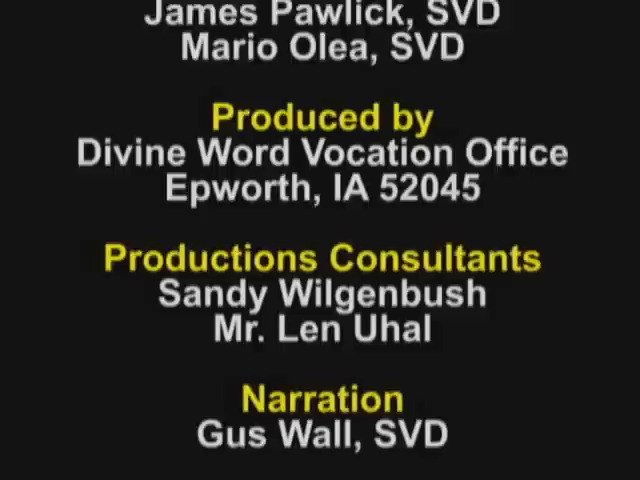 James Pawlick, SVD
Mario Olea, SVD
Produced by
Divine Word Vocation Office
Epworth, IA 52045
Productions Consultants
Sandy Wilgenbush
Mr. Len Uhal
Narration
Gus Wall, SVD